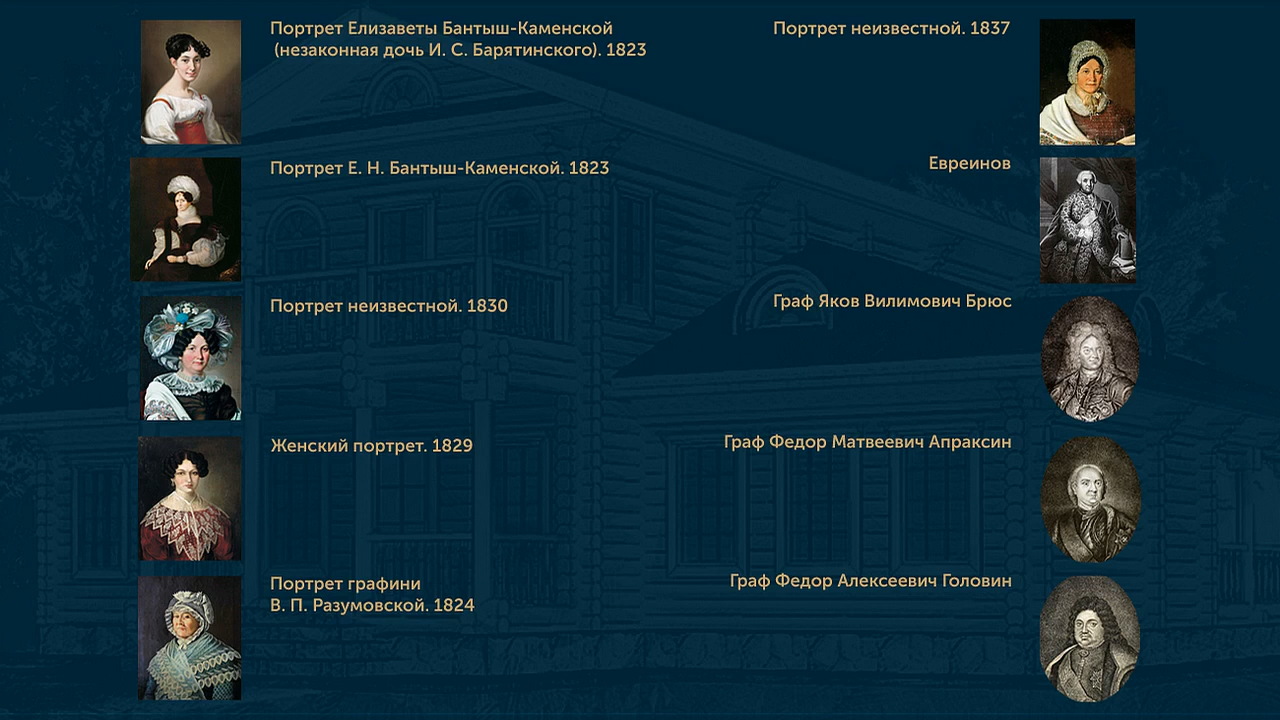 Портрет Елизаветы Бантыш-Каменской
(незаконная дочь И. С. Барятинского). 1823
Портрет Е. Н. Бантыш-Каменской. 1823
Портрет неизвестной. 1830
Женский портрет. 1829
Портрет графини
В. П. Разумовской. 1824
Портрет неизвестной. 1837
Евреинов
Граф Яков Вилимович Брюс
Граф Федор Матвеевич Апраксин
Граф Федор Алексеевич Головин